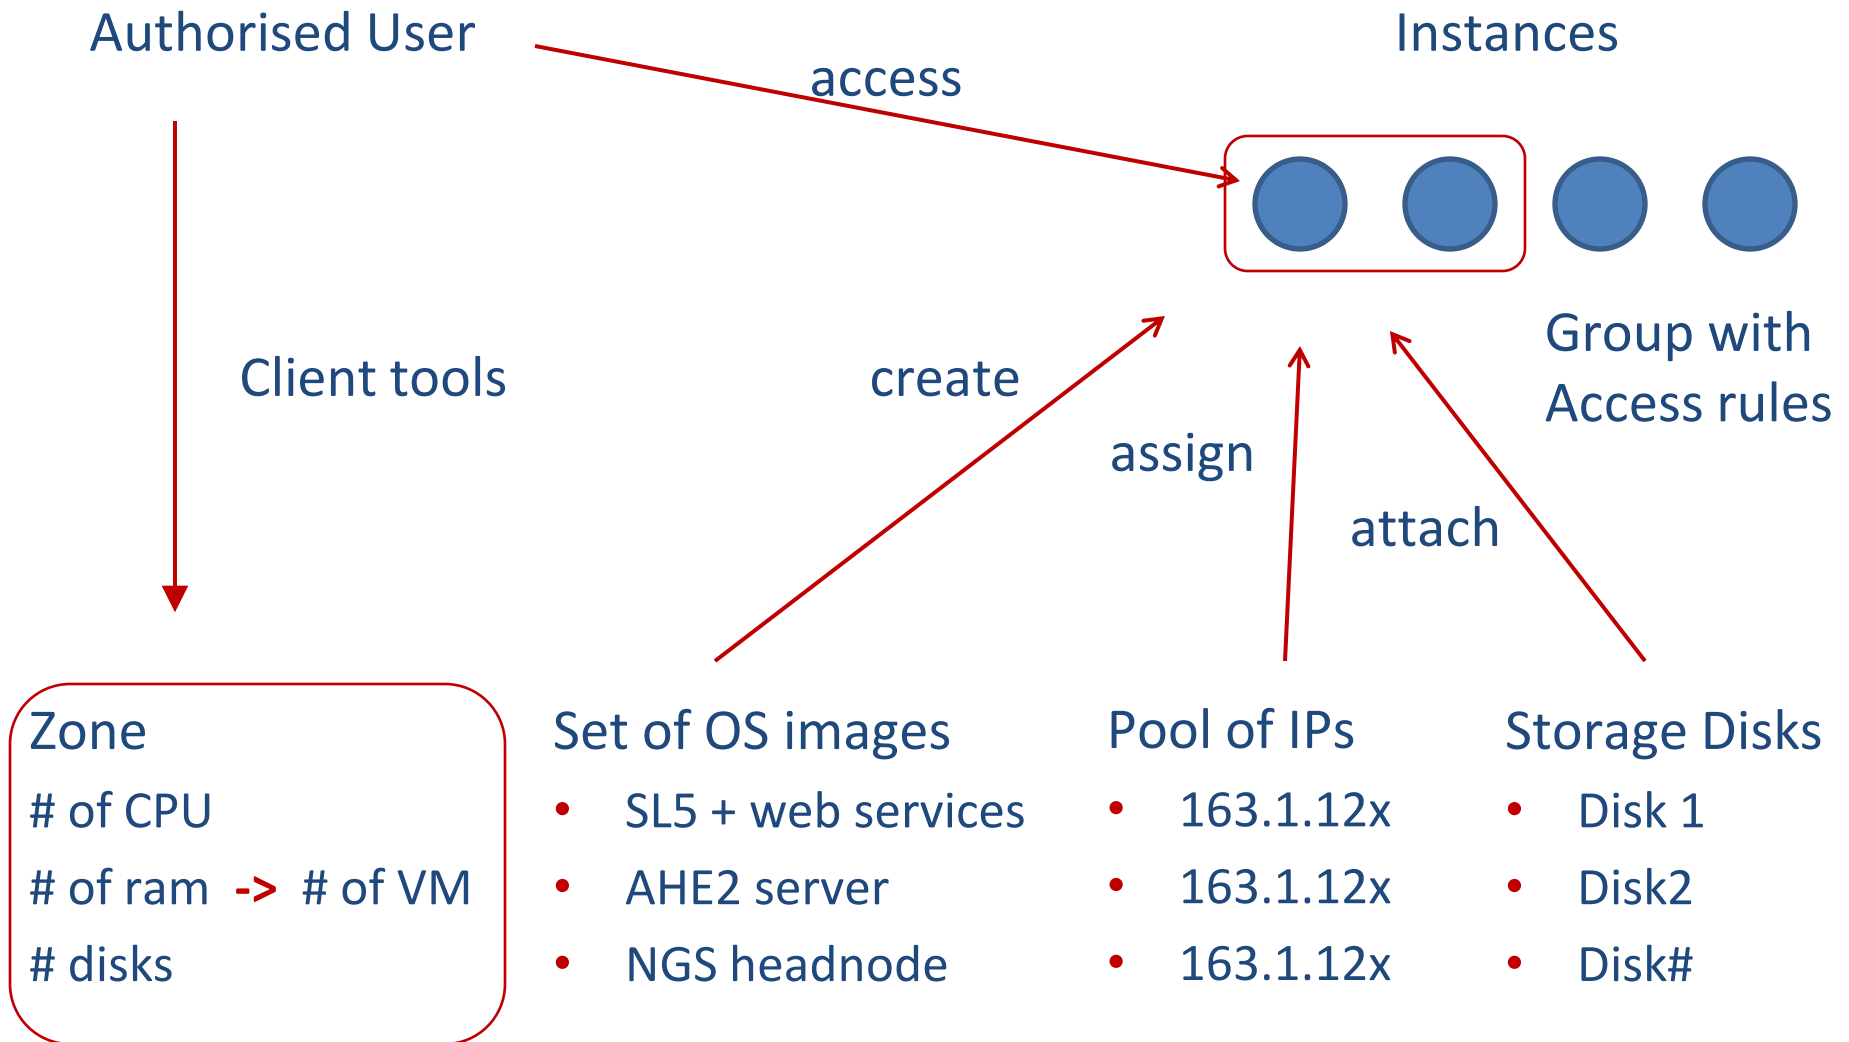 Authorised User
Instances
access
Group with
Access rules
Client tools
create
assign
attach
Zone
# of CPU
# of ram -> # of VM
# disks
Set of OS images
• SL5 + web services
• AHE2 server
• NGS headnode
Pool of IPs
• 163.1.12x
• 163.1.12x
• 163.1.12x
Storage Disks
• Disk 1
• Disk2
• Disk#